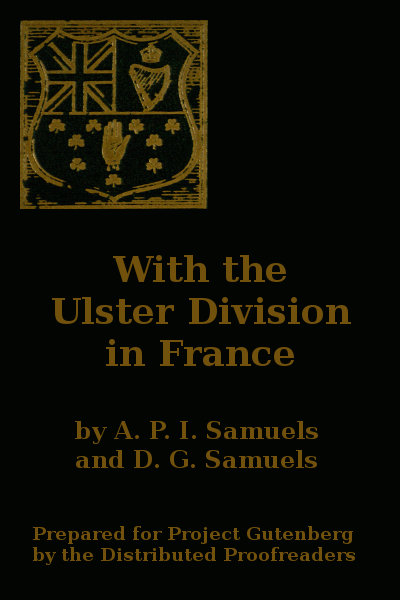 With the
Ulster Division
in France
by A. P. I. Samuels
and D. G. Samuels
Prepared for Project Gutenberg
by the Distributed Proofreaders